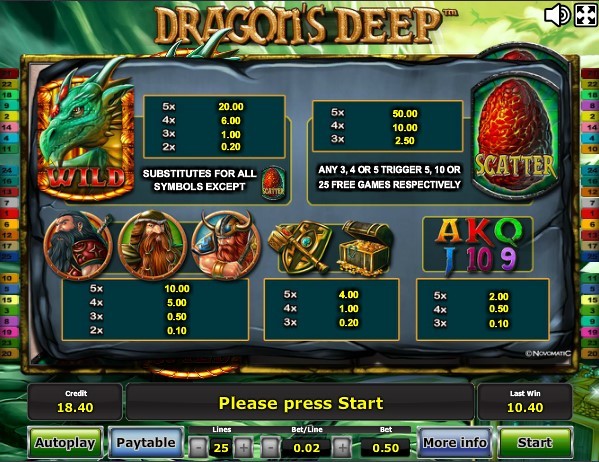 DRAGON'S DEEP™
5x 20.00
4x 6.00
3x 1.00
2x 0.20
SUBSTITUTES FOR ALL
SYMBOLS EXCEPT
SCATTER
WILD
5x 50.00
4x 10.00
3x 2.50
ANY 3, 4 OR 5 TRIGGER 5, 10 OR
25 FREE GAMES RESPECTIVELY
SCATTER
A K Q
J 10 9
5x 10.00
4x 5.00
3x 0.50
2x 0.10
5x 4.00
4x 1.00
3x 0.20
5x 2.00
4x 0.50
3x 0.10
©NOVOMATIC
Credit
18.40
Please press Start
Last Win
10.40
Autoplay
Paytable
Lines
- 25 +
Bet/Line
- 0.02 +
Bet
0.50
More info
Start